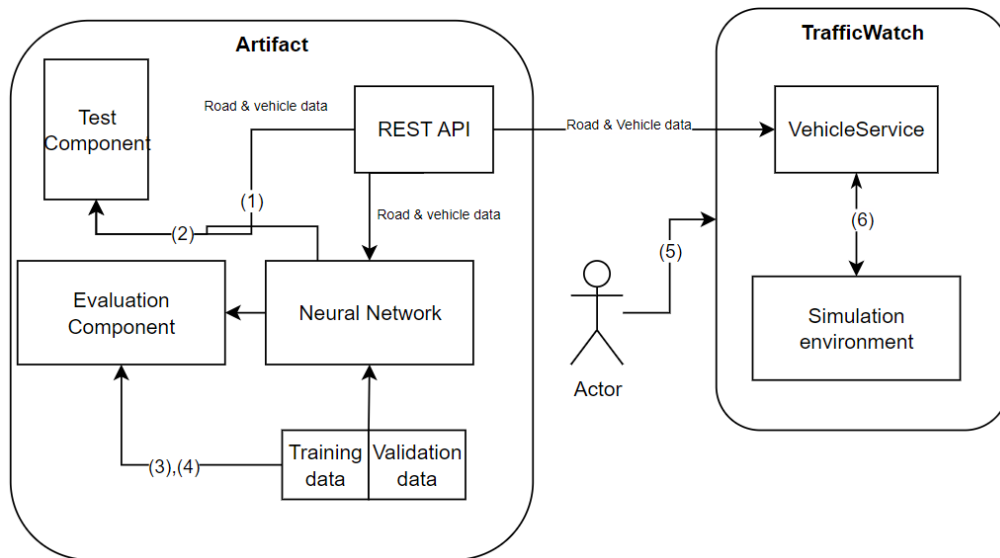 Artifact
TrafficWatch
Test
Component
Road & vehicle data
REST API
Road & Vehicle data
VehicleService
(1)
(2)
Road & vehicle data
(5)
(6)
Evaluation
Component
Neural Network
Simulation
environment
Actor
Training
data
Validation
data
(3),(4)